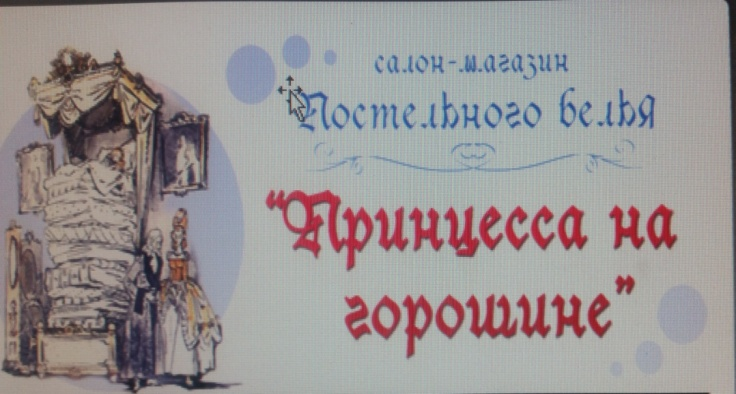 салон-магазин
Постельного белья
“Принцесса на
горошине”